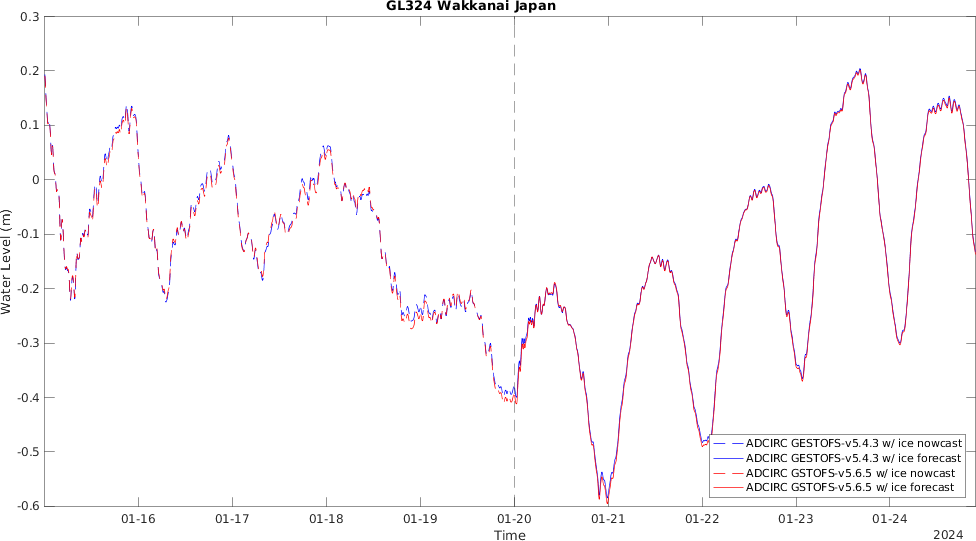 GL324 Wakkanai Japan
0.3
0.2
0.1
0
-0.1
-0.2
-0.3
-0.4
-0.5
-0.6
Water Level (m)
ADCIRC GESTOFS-v5.4.3 w/ ice nowcast
ADCIRC GESTOFS-v5.4.3 w/ ice forecast
ADCIRC GSTOFS-v5.6.5 w/ ice nowcast
ADCIRC GSTOFS-v5.6.5 w/ ice forecast
01-16 01-17 01-18 01-19 01-20 01-21 01-22 01-23 01-24
Time
2024